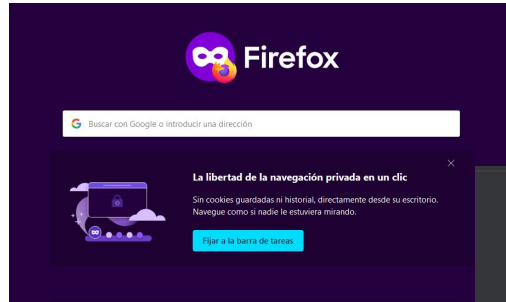 Firefox
Buscar con Google o introducir una dirección
La libertad de la navegación privada en un clic
Sin cookies guardadas ni historial, directamente desde su escritorio.
Navegue como si nadie le estuviera mirando.
Fijar a la barra de tareas